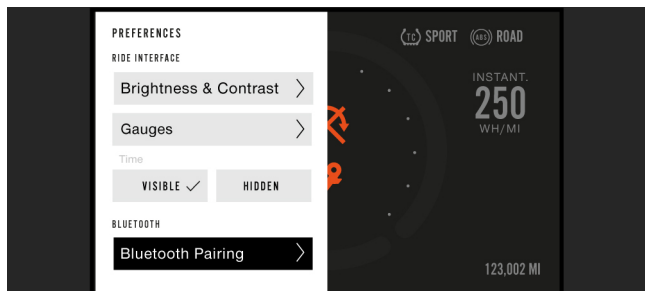 PREFERENCES
RIDE INTERFACE
Brightness & Contrast
Gauges
Time
VISIBLE
HIDDEN
BLUETOOTH
Bluetooth Pairing
TC SPORT
ABS ROAD
INSTANT.
250
WH/MI
123,002 MI